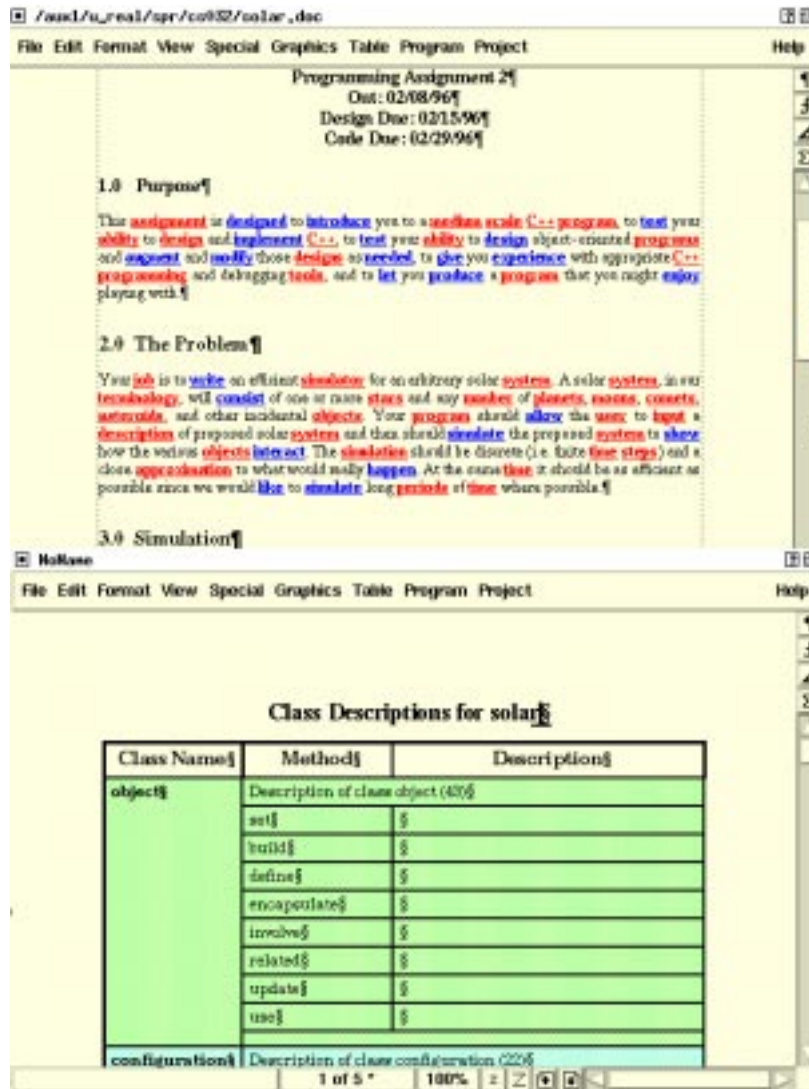 /aux1/u_real/spr/cs032/solar.doc
File Edit Format View Special Graphics Table Program Project Help
Programming Assignment 2¶
Out: 02/08/96¶
Design Due: 02/15/96¶
Code Due: 02/29/96¶
1.0 Purpose¶
This assignment is designed to introduce you to a medium scale C++ program, to test your
ability to design and implement C++, to test your ability to design object-oriented programs
and augment and modify those designs as needed, to give you experience with appropriate C++
programming and debugging tools, and to let you produce a program that you might enjoy
playing with.¶
2.0 The Problem¶
Your job is to write an efficient simulator for an arbitrary solar system. A solar system, in our
terminology, will consist of one or more stars and any number of planets, moons, comets,
asteroids, and other incidental objects. Your program should allow the user to input a
description of proposed solar system and then should simulate the proposed system to show
how the various objects interact. The simulation should be discrete (i.e. finite time steps) and a
close approximation to what would really happen. At the same time it should be as efficient as
possible since we would like to simulate long periods of time where possible.¶
3.0 Simulation¶
NoName
File Edit Format View Special Graphics Table Program Project Help
Class Descriptions for solar§
Class Name§ Method§ Description§
object§ Description of class object (43)§
set§ §
build§ §
define§ §
encapsulate§ §
involve§ §
related§ §
update§ §
use§ §
configuration§ Description of class configuration (22)§
1 of 5 * 100% z Z